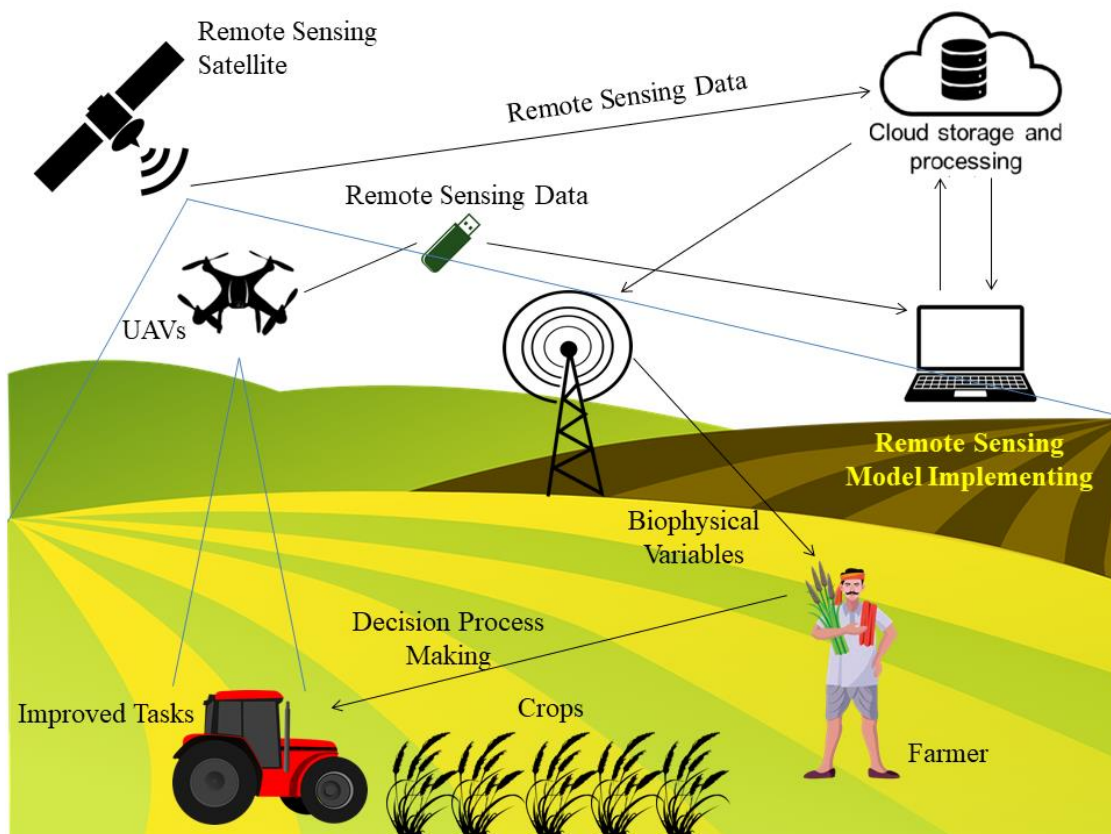 Remote Sensing
Satellite
Remote Sensing Data
Cloud storage and
processing
Remote Sensing Data
UAVs
Remote Sensing
Model Implementing
Biophysical
Variables
Decision Process
Making
Improved Tasks
Crops
Farmer